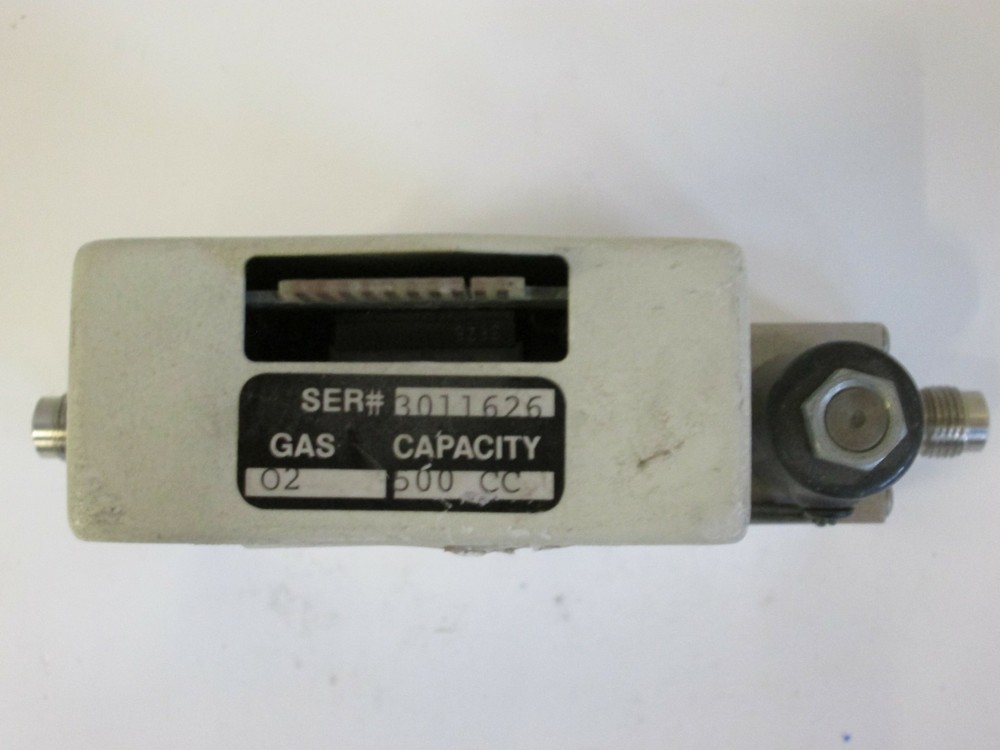 SER# 3011626
GAS CAPACITY
O2 500 CC